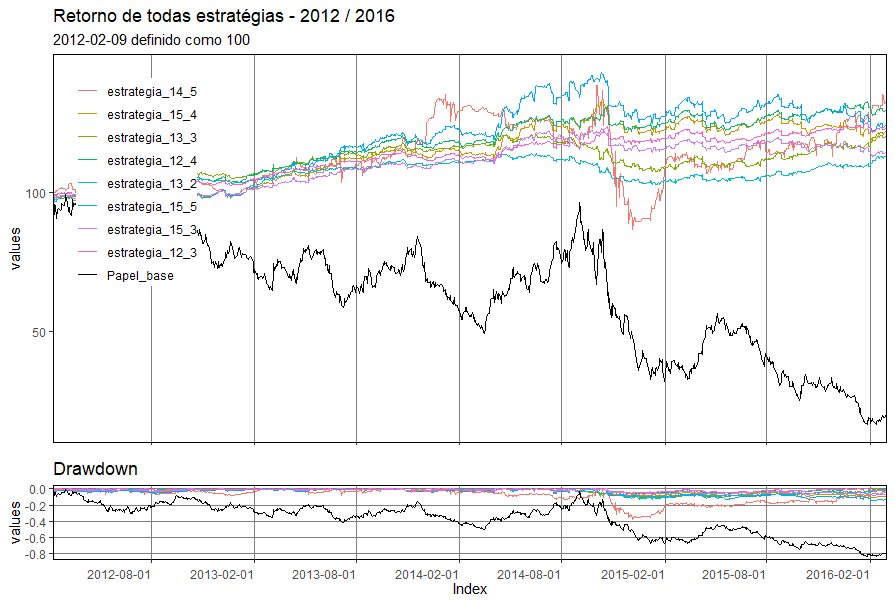 Retorno de todas estratégias - 2012 / 2016
2012-02-09 definido como 100
estrategia_14_5
estrategia_15_4
estrategia_13_3
estrategia_12_4
estrategia_13_2
estrategia_15_5
estrategia_15_3
estrategia_12_3
Papel_base
100
50
values
Drawdown
0.0
-0.2
-0.4
-0.6
-0.8
values
2012-08-01 2013-02-01 2013-08-01 2014-02-01 2014-08-01 2015-02-01 2015-08-01 2016-02-01
Index